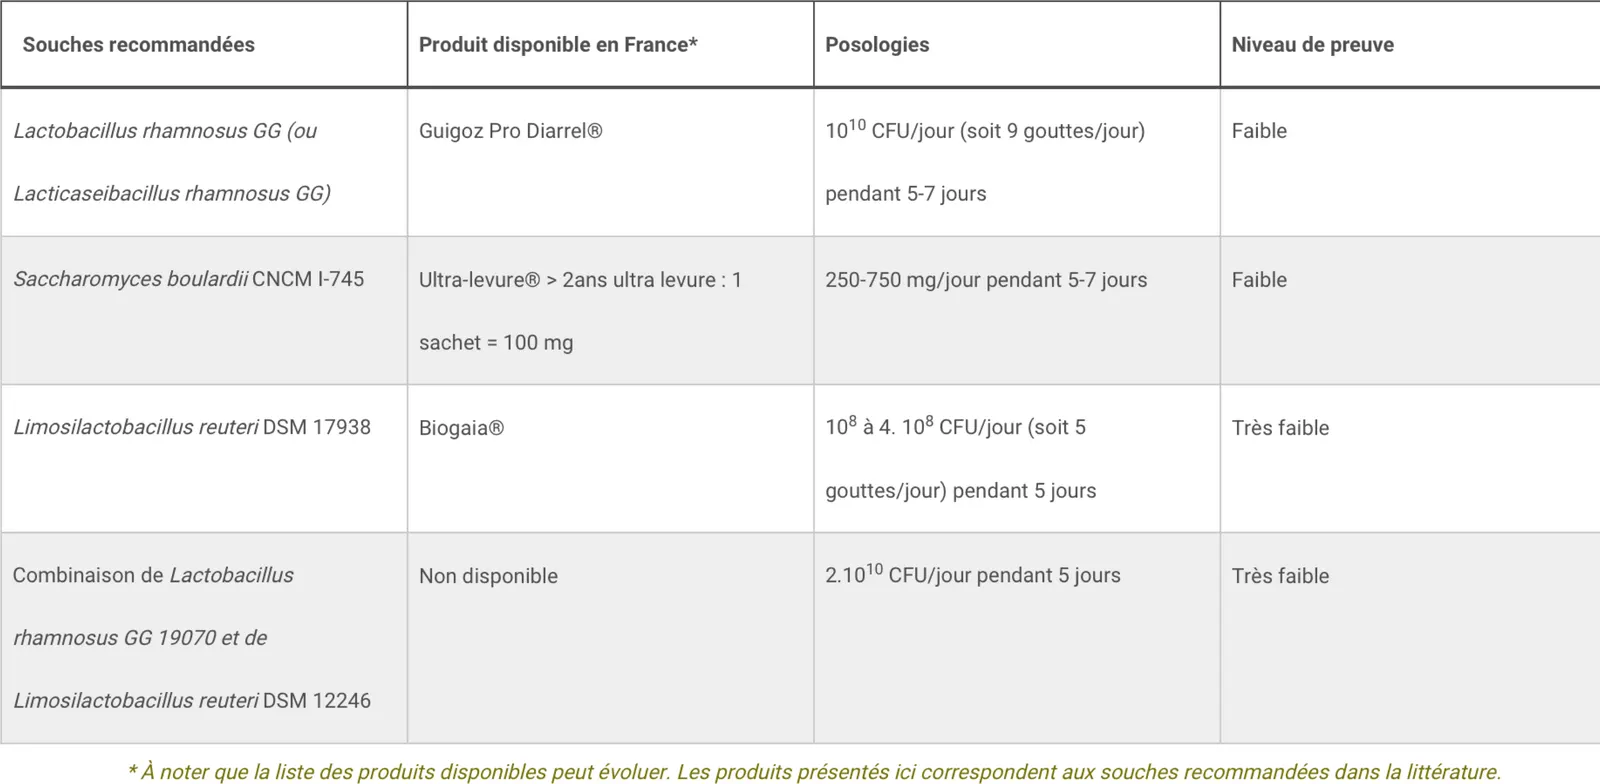 Souches recommandées
Produit disponible en France*
Posologies
Niveau de preuve
Lactobacillus rhamnosus GG (ou
Lacticaseibacillus rhamnosus GG)
Guigoz Pro Diarrel®
10¹⁰ CFU/jour (soit 9 gouttes/jour)
pendant 5-7 jours
Faible
Saccharomyces boulardii CNCM I-745
Ultra-levure® > 2ans ultra levure : 1
sachet = 100 mg
250-750 mg/jour pendant 5-7 jours
Faible
Limosilactobacillus reuteri DSM 17938
Biogaia®
10⁸ à 4. 10⁸ CFU/jour (soit 5
gouttes/jour) pendant 5 jours
Très faible
Combinaison de Lactobacillus
rhamnosus GG 19070 et de
Limosilactobacillus reuteri DSM 12246
Non disponible
2.10¹⁰ CFU/jour pendant 5 jours
Très faible
* À noter que la liste des produits disponibles peut évoluer. Les produits présentés ici correspondent aux souches recommandées dans la littérature.